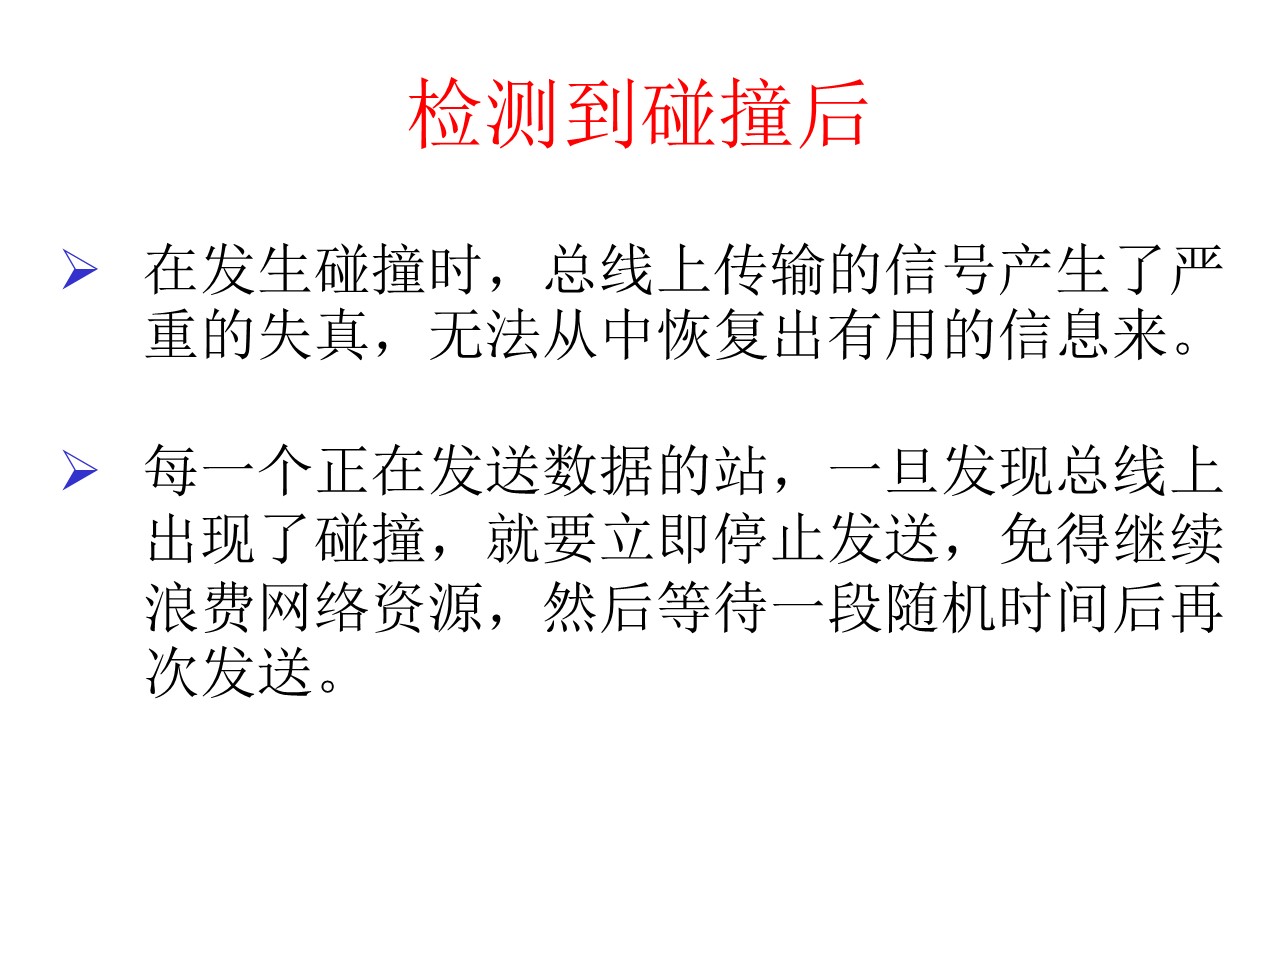 检测到碰撞后
在发生碰撞时，总线上传输的信号产生了严
重的失真，无法从中恢复出有用的信息来。
每一个正在发送数据的站，一旦发现总线上
出现了碰撞，就要立即停止发送，免得继续
浪费网络资源，然后等待一段随机时间后再
次发送。